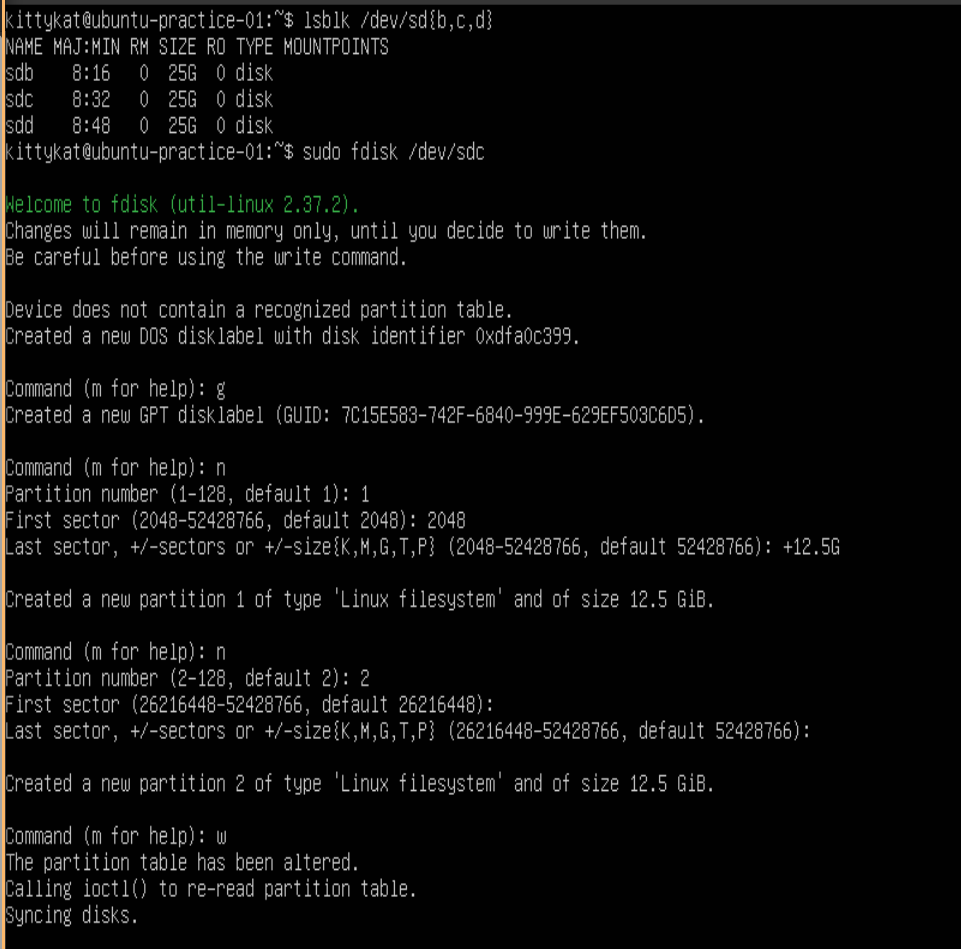 kittykat@ubuntu-practice-01:~$ lsblk /dev/sd{b,c,d}
NAME MAJ:MIN RM SIZE RO TYPE MOUNTPOINTS
sdb    8:16   0  25G  0 disk
sdc    8:32   0  25G  0 disk
sdd    8:48   0  25G  0 disk
kittykat@ubuntu-practice-01:~$ sudo fdisk /dev/sdc
Welcome to fdisk (util-linux 2.37.2).
Changes will remain in memory only, until you decide to write them.
Be careful before using the write command.
Device does not contain a recognized partition table.
Created a new DOS disklabel with disk identifier 0xdfa0c399.
Command (m for help): g
Created a new GPT disklabel (GUID: 7C15E583-742F-6840-999E-629EF503C6D5).
Command (m for help): n
Partition number (1-128, default 1): 1
First sector (2048-52428766, default 2048): 2048
Last sector, +/-sectors or +/-size{K,M,G,T,P} (2048-52428766, default 52428766): +12.5G
Created a new partition 1 of type 'Linux filesystem' and of size 12.5 GiB.
Command (m for help): n
Partition number (2-128, default 2): 2
First sector (26216448-52428766, default 26216448):
Last sector, +/-sectors or +/-size{K,M,G,T,P} (26216448-52428766, default 52428766):
Created a new partition 2 of type 'Linux filesystem' and of size 12.5 GiB.
Command (m for help): w
The partition table has been altered.
Calling ioctl() to re-read partition table.
Syncing disks.